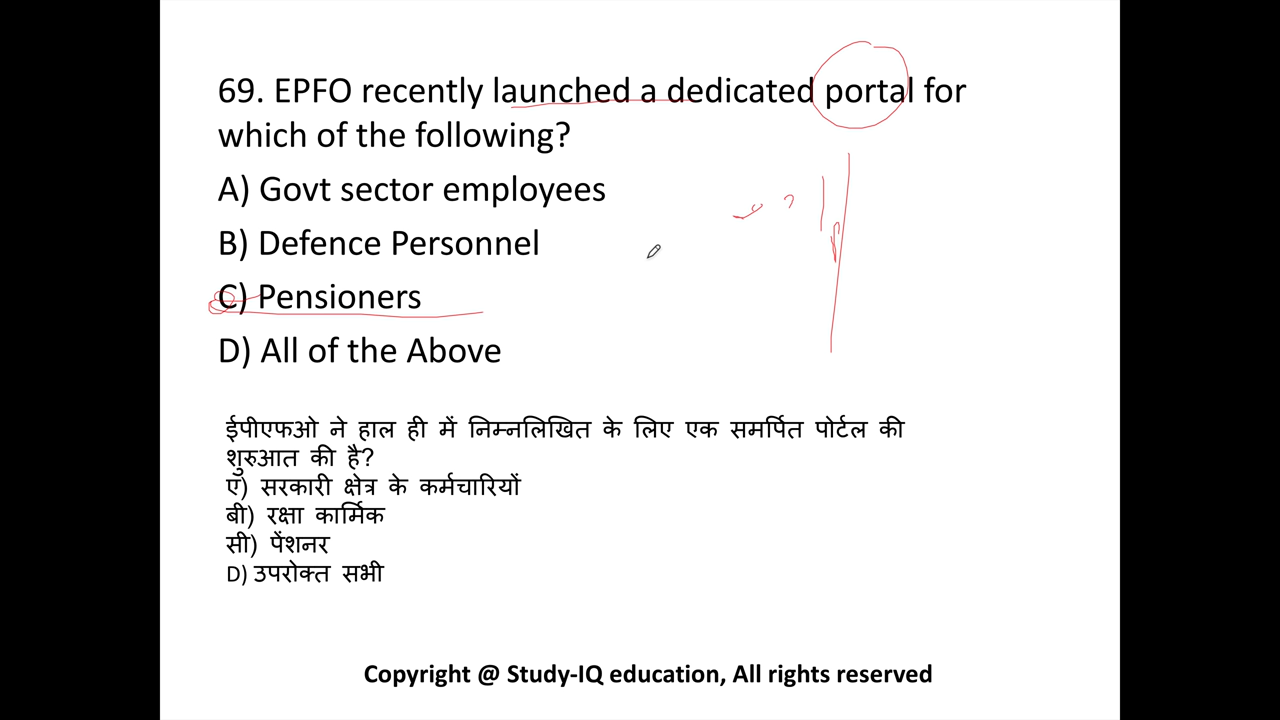 69. EPFO recently launched a dedicated portal for
which of the following?
A) Govt sector employees
B) Defence Personnel
C) Pensioners
D) All of the Above
ईपीएफओ ने हाल ही में निम्नलिखित के लिए एक समर्पित पोर्टल की
शुरुआत की है?
ए) सरकारी क्षेत्र के कर्मचारियों
बी) रक्षा कार्मिक
सी) पेंशनर
D) उपरोक्त सभी
Copyright @ Study-IQ education, All rights reserved